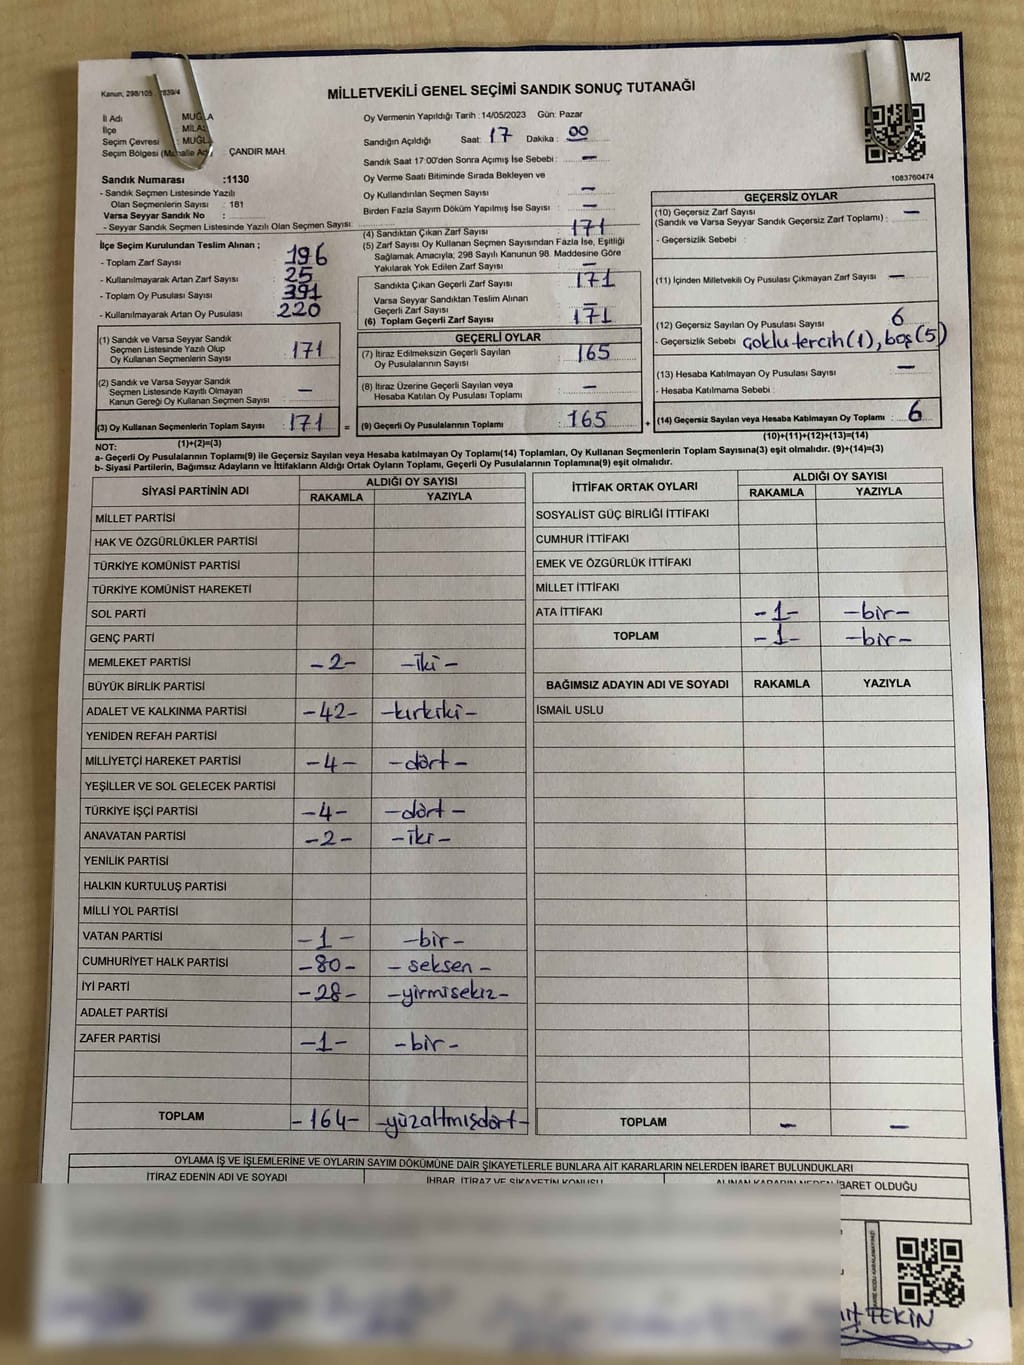 Kanun; 298/105 7839/4
M/2
MİLLETVEKİLİ GENEL SEÇİMİ SANDIK SONUÇ TUTANAĞI
İl Adı : MUĞLA
İlçe : MİLAS
Seçim Çevresi : MUĞLA
Seçim Bölgesi (Mahalle Adı) : ÇANDIR MAH.
Sandık Numarası :1130
- Sandık Seçmen Listesinde Yazılı
Olan Seçmenlerin Sayısı : 181
Varsa Seyyar Sandık No :
- Seyyar Sandık Seçmen Listesinde Yazılı Olan Seçmen Sayısı:
İlçe Seçim Kurulundan Teslim Alınan ;
- Toplam Zarf Sayısı 196
- Kullanılmayarak Artan Zarf Sayısı 25
- Toplam Oy Pusulası Sayısı 391
- Kullanılmayarak Artan Oy Pusulası 220
(1) Sandık ve Varsa Seyyar Sandık
Seçmen Listesinde Yazılı Olup
Oy Kullanan Seçmenlerin Sayısı 171
(2) Sandık ve Varsa Seyyar Sandık
Seçmen Listesinde Kayıtlı Olmayan
Kanun Gereği Oy Kullanan Seçmen Sayısı –
(3) Oy Kullanan Seçmenlerin Toplam Sayısı 171 =
(1)+(2)=(3)
Oy Vermenin Yapıldığı Tarih : 14/05/2023 Gün: Pazar
Sandığın Açıldığı Saat: 17 Dakika : 00
Sandık Saat 17:00'den Sonra Açımış İse Sebebi : –
Oy Verme Saati Bitiminde Sırada Bekleyen ve
Oy Kullandırılan Seçmen Sayısı –
Birden Fazla Sayım Döküm Yapılmış İse Sayısı –
(4) Sandıktan Çıkan Zarf Sayısı 171
(5) Zarf Sayısı Oy Kullanan Seçmen Sayısından Fazla İse, Eşitliği
Sağlamak Amacıyla; 298 Sayılı Kanunun 98. Maddesine Göre
Yakılarak Yok Edilen Zarf Sayısı –
Sandıkta Çıkan Geçerli Zarf Sayısı 171
Varsa Seyyar Sandıktan Teslim Alınan
Geçerli Zarf Sayısı –
(6) Toplam Geçerli Zarf Sayısı 171
GEÇERLİ OYLAR
(7) İtiraz Edilmeksizin Geçerli Sayılan
Oy Pusulalarının Sayısı 165
(8) İtiraz Üzerine Geçerli Sayılan veya
Hesaba Katılan Oy Pusulası Toplamı –
(9) Geçerli Oy Pusulalarının Toplamı 165 +
1083760474
GEÇERSİZ OYLAR
(10) Geçersiz Zarf Sayısı –
(Sandık ve Varsa Seyyar Sandık Geçersiz Zarf Toplamı) :
- Geçersizlik Sebebi :
(11) İçinden Milletvekili Oy Pusulası Çıkmayan Zarf Sayısı –
(12) Geçersiz Sayılan Oy Pusulası Sayısı 6
- Geçersizlik Sebebi Çoklu tercih(1), boş(5)
(13) Hesaba Katılmayan Oy Pusulası Sayısı –
- Hesaba Katılmama Sebebi :
(14) Geçersiz Sayılan veya Hesaba Katılmayan Oy Toplamı 6
(10)+(11)+(12)+(13)=(14)
NOT:
a- Geçerli Oy Pusulalarının Toplamı(9) ile Geçersiz Sayılan veya Hesaba katılmayan Oy Toplamı(14) Toplamları, Oy Kullanan Seçmenlerin Toplam Sayısına(3) eşit olmalıdır. (9)+(14)=(3)
b- Siyasi Partilerin, Bağımsız Adayların ve İttifakların Aldığı Ortak Oyların Toplamı, Geçerli Oy Pusulalarının Toplamına(9) eşit olmalıdır.
SİYASİ PARTİNİN ADI ALDIĞI OY SAYISI
RAKAMLA YAZIYLA
MİLLET PARTİSİ
HAK VE ÖZGÜRLÜKLER PARTİSİ
TÜRKİYE KOMÜNİST PARTİSİ
TÜRKİYE KOMÜNİST HAREKETİ
SOL PARTİ
GENÇ PARTİ
MEMLEKET PARTİSİ -2- -iki-
BÜYÜK BİRLİK PARTİSİ
ADALET VE KALKINMA PARTİSİ -42- -kırkiki-
YENİDEN REFAH PARTİSİ
MİLLİYETÇİ HAREKET PARTİSİ -4- -dört-
YEŞİLLER VE SOL GELECEK PARTİSİ
TÜRKİYE İŞÇİ PARTİSİ -4- -dört-
ANAVATAN PARTİSİ -2- -iki-
YENİLİK PARTİSİ
HALKIN KURTULUŞ PARTİSİ
MİLLİ YOL PARTİSİ
VATAN PARTİSİ -1- -bir-
CUMHURİYET HALK PARTİSİ -80- -seksen-
İYİ PARTİ -28- -yirmisekiz-
ADALET PARTİSİ
ZAFER PARTİSİ -1- -bir-
TOPLAM -164- -yüzaltmışdört-
İTTİFAK ORTAK OYLARI ALDIĞI OY SAYISI
RAKAMLA YAZIYLA
SOSYALİST GÜÇ BİRLİĞİ İTTİFAKI
CUMHUR İTTİFAKI
EMEK VE ÖZGÜRLÜK İTTİFAKI
MİLLET İTTİFAKI
ATA İTTİFAKI -1- -bir-
TOPLAM -1- -bir-
BAĞIMSIZ ADAYIN ADI VE SOYADI RAKAMLA YAZIYLA
İSMAİL USLU
TOPLAM – –
OYLAMA İŞ VE İŞLEMLERİNE VE OYLARIN SAYIM DÖKÜMÜNE DAİR ŞİKAYETLERLE BUNLARA AİT KARARLARIN NELERDEN İBARET BULUNDUKLARI
İTİRAZ EDENİN ADI VE SOYADI İHBAR, İTİRAZ VE ŞİKAYETİN KONUSU ALINAN KARARIN NEDEN İBARET OLDUĞU
TEKİN